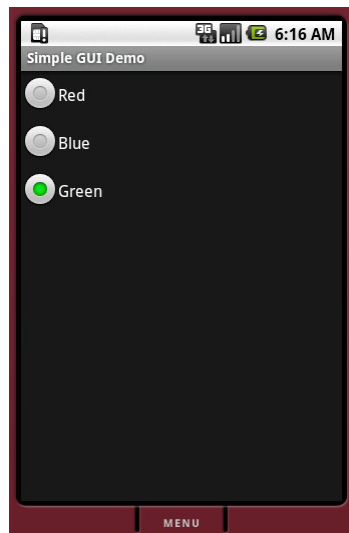 3G 6:16 AM
Simple GUI Demo
Red
Blue
Green
MENU